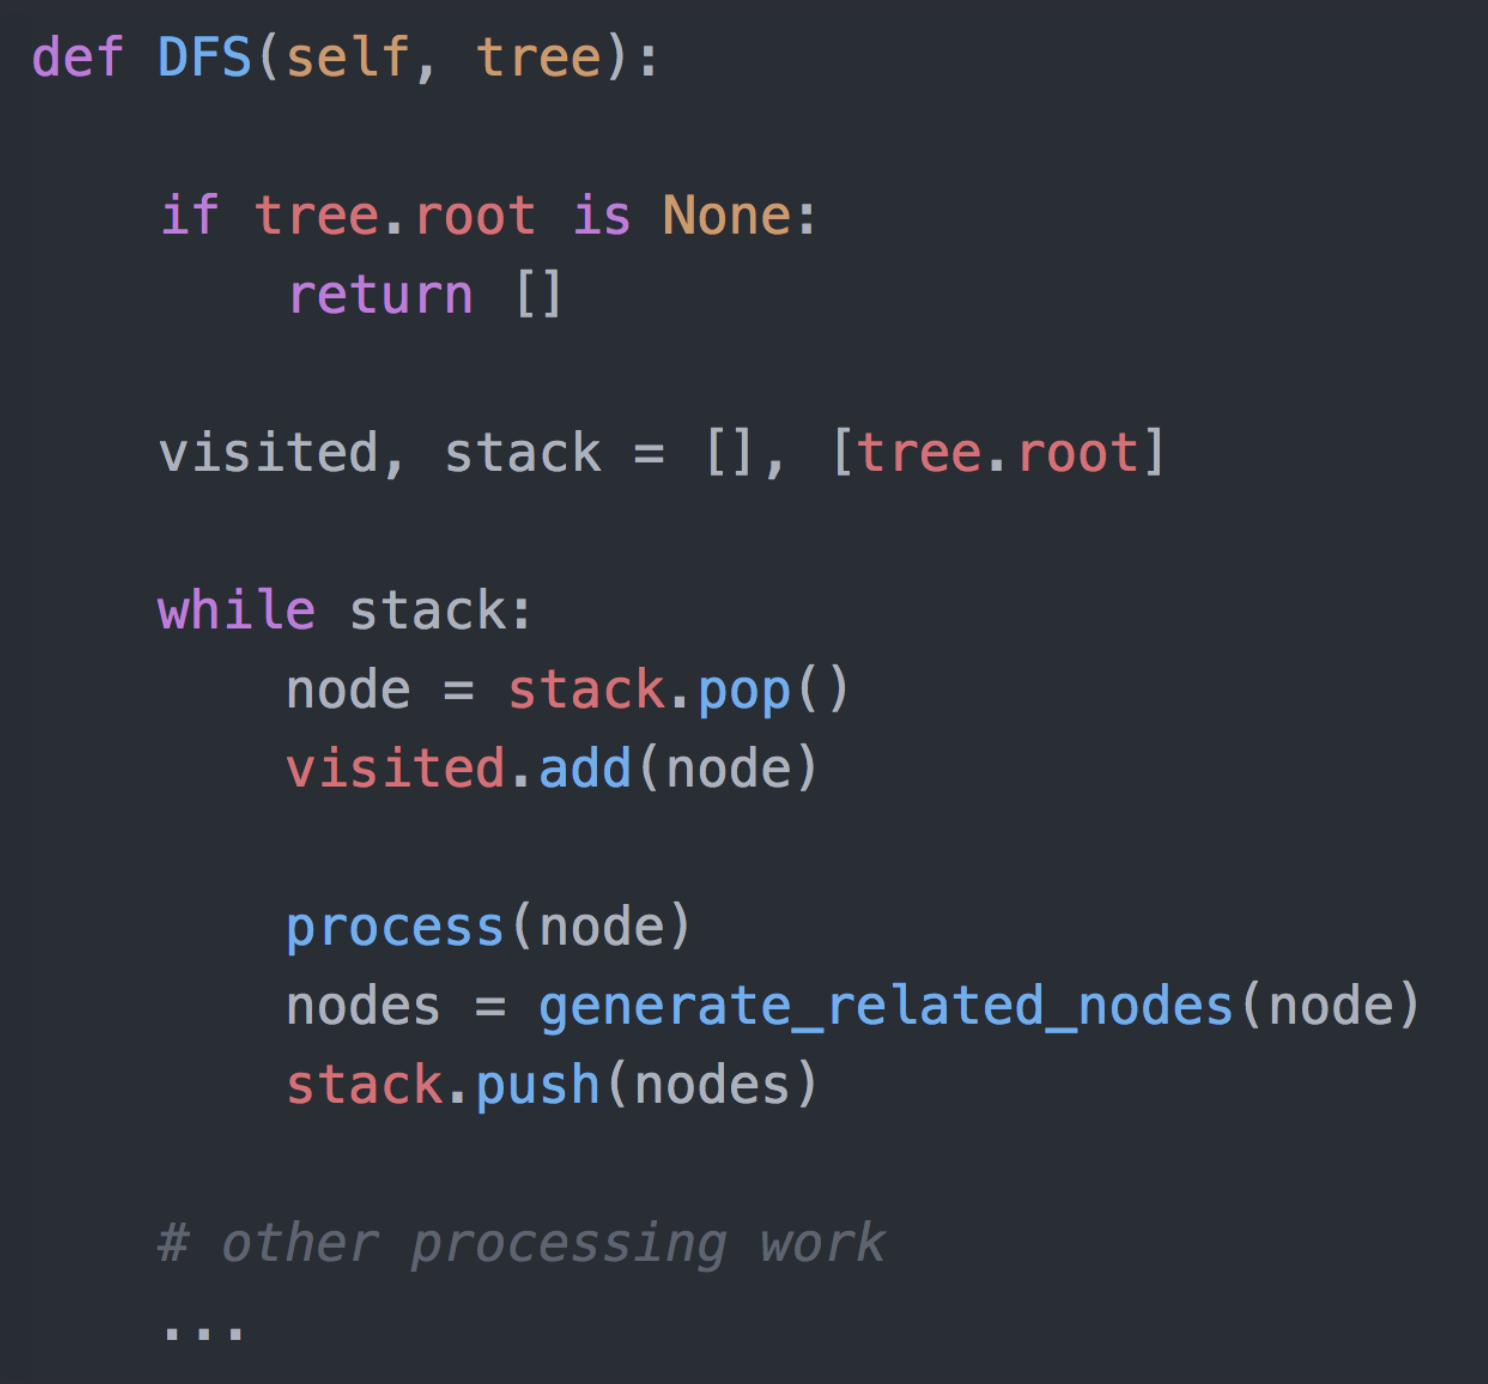 def DFS(self, tree):
if tree.root is None:
return []
visited, stack = [], [tree.root]
while stack:
node = stack.pop()
visited.add(node)
process(node)
nodes = generate_related_nodes(node)
stack.push(nodes)
# other processing work
...